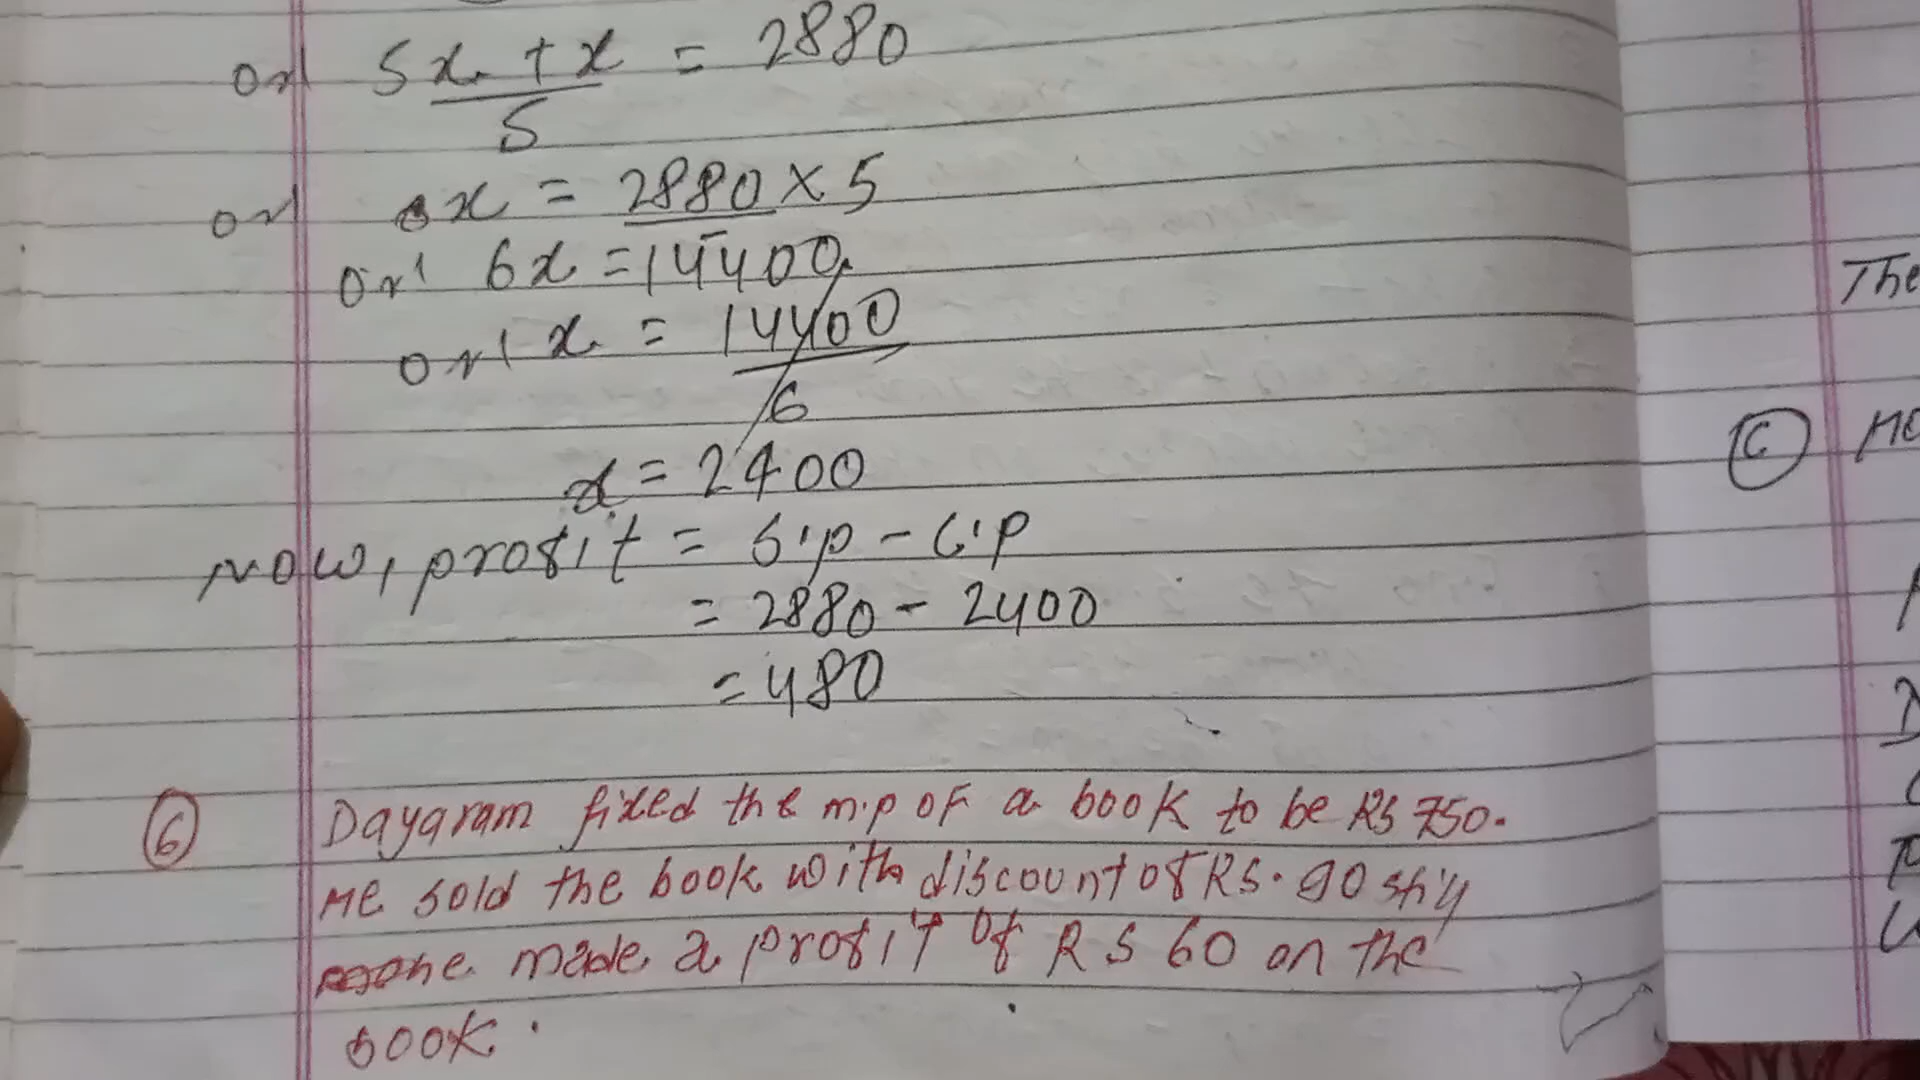 or 5x + x = 2880
5
or 6x = 2880 × 5
or 6x = 14400
or x = 14400
6
x = 2400
Now, profit = S.P - C.P
= 2880 - 2400
= 480
6 Dayaram fixed the m.p of a book to be RS 750.
He sold the book with discount of RS. 90 still
he made a profit of RS 60 on the
book.
The
C